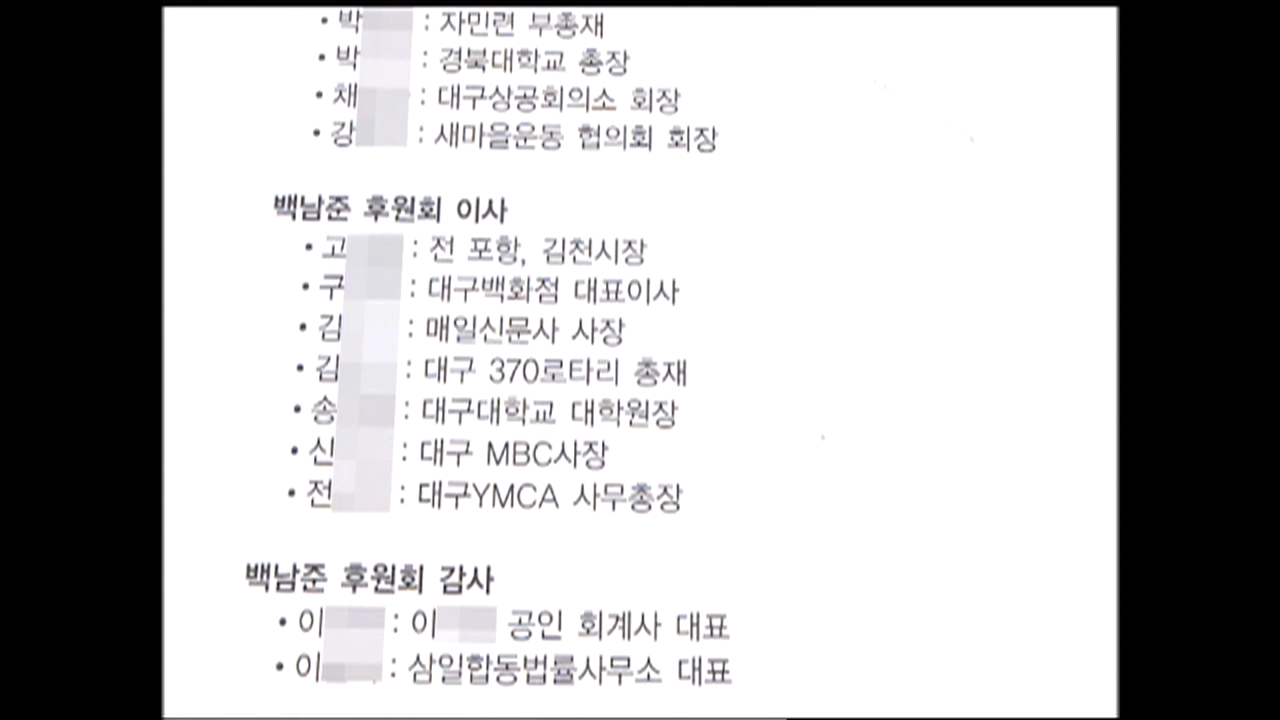 • 박 : 자민련 부총재
• 박 : 경북대학교 총장
• 채 : 대구상공회의소 회장
• 강 : 새마을운동 협의회 회장
백남준 후원회 이사
• 고 : 전 포항, 김천시장
• 구 : 대구백화점 대표이사
• 김 : 매일신문사 사장
• 김 : 대구 370로타리 총재
• 송 : 대구대학교 대학원장
• 신 : 대구 MBC사장
• 전 : 대구YMCA 사무총장
백남준 후원회 감사
• 이 : 이 공인 회계사 대표
• 이 : 삼일합동법률사무소 대표